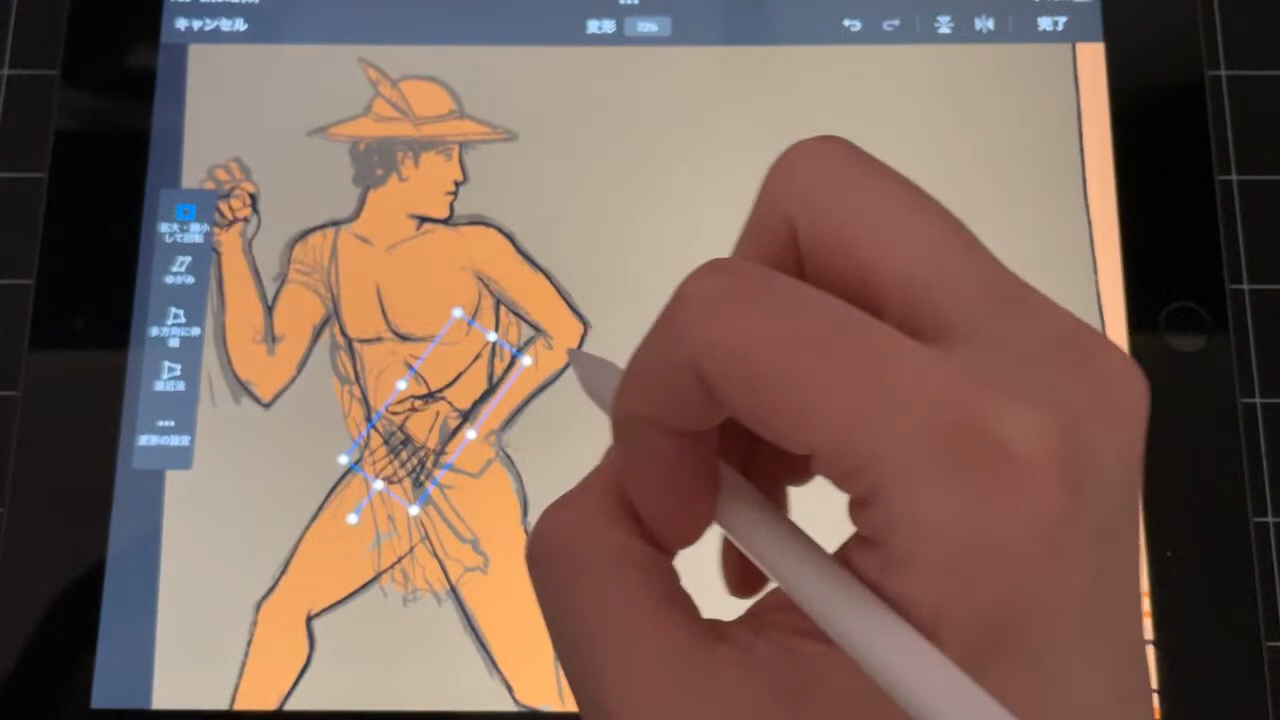 キャンセル
変形
完了
拡大・縮小
して回転
ゆがみ
多方向に伸
縮
遠近法
変形の設定